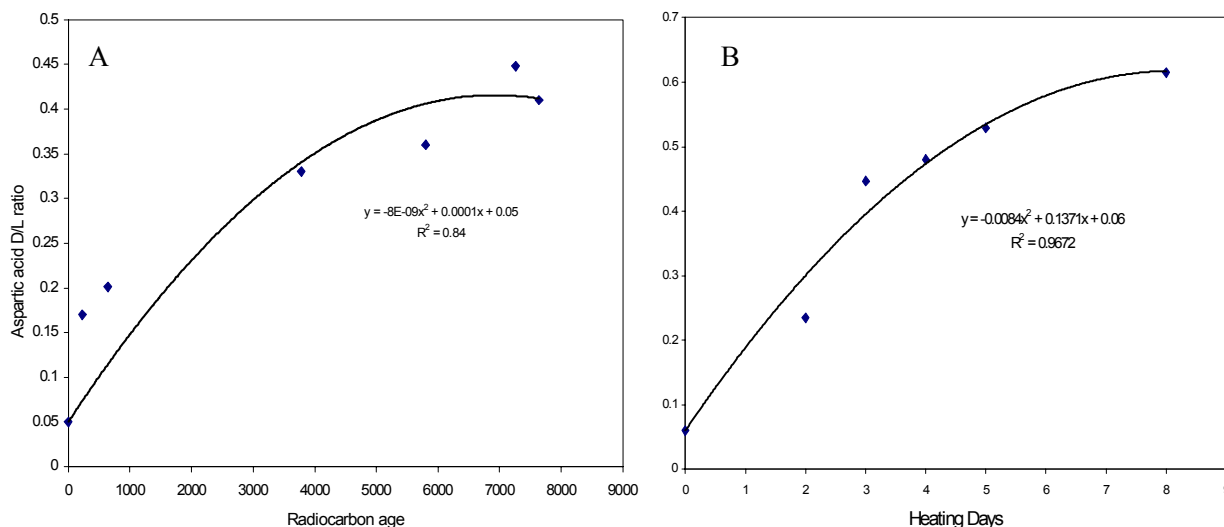 A
Aspartic acid D/L ratio
0.5
0.45
0.4
0.35
0.3
0.25
0.2
0.15
0.1
0.05
0
y = -8E-09x² + 0.0001x + 0.05
R² = 0.84
0 1000 2000 3000 4000 5000 6000 7000 8000 9000
Radiocarbon age
B
0.7
0.6
0.5
0.4
0.3
0.2
0.1
0
y = -0.0084x² + 0.1371x + 0.06
R² = 0.9672
0 1 2 3 4 5 6 7 8
Heating Days